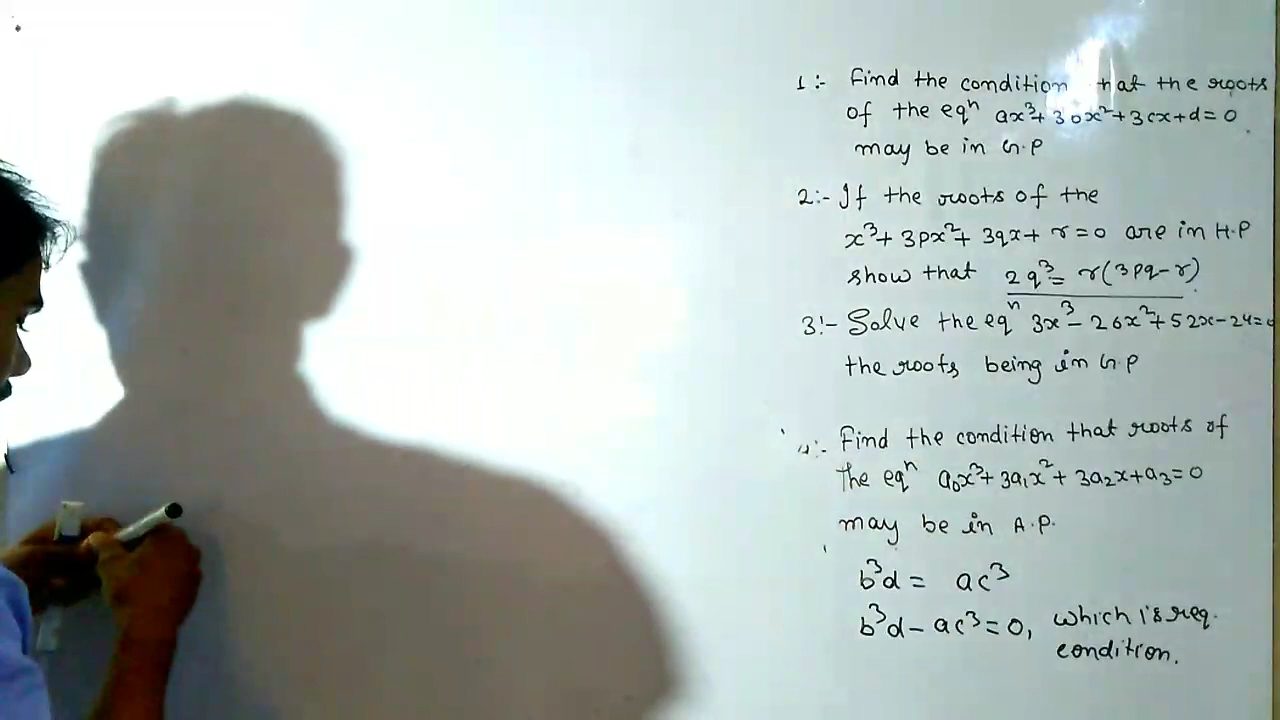 1:- Find the condition that the roots
of the eqⁿ ax³+3bx²+3cx+d=0
may be in G.P
2:- If the roots of the
x³+3px²+3qx+r=0 are in H.P
show that 2q³=r(3pq-r)
3:- Solve the eqⁿ 3x³-26x²+52x-24=0
the roots being in G.P
4:- Find the condition that roots of
the eqⁿ a₀x³+3a₁x²+3a₂x+a₃=0
may be in A.P.
b³d = ac³
b³d-ac³=0, which is req.
condition.